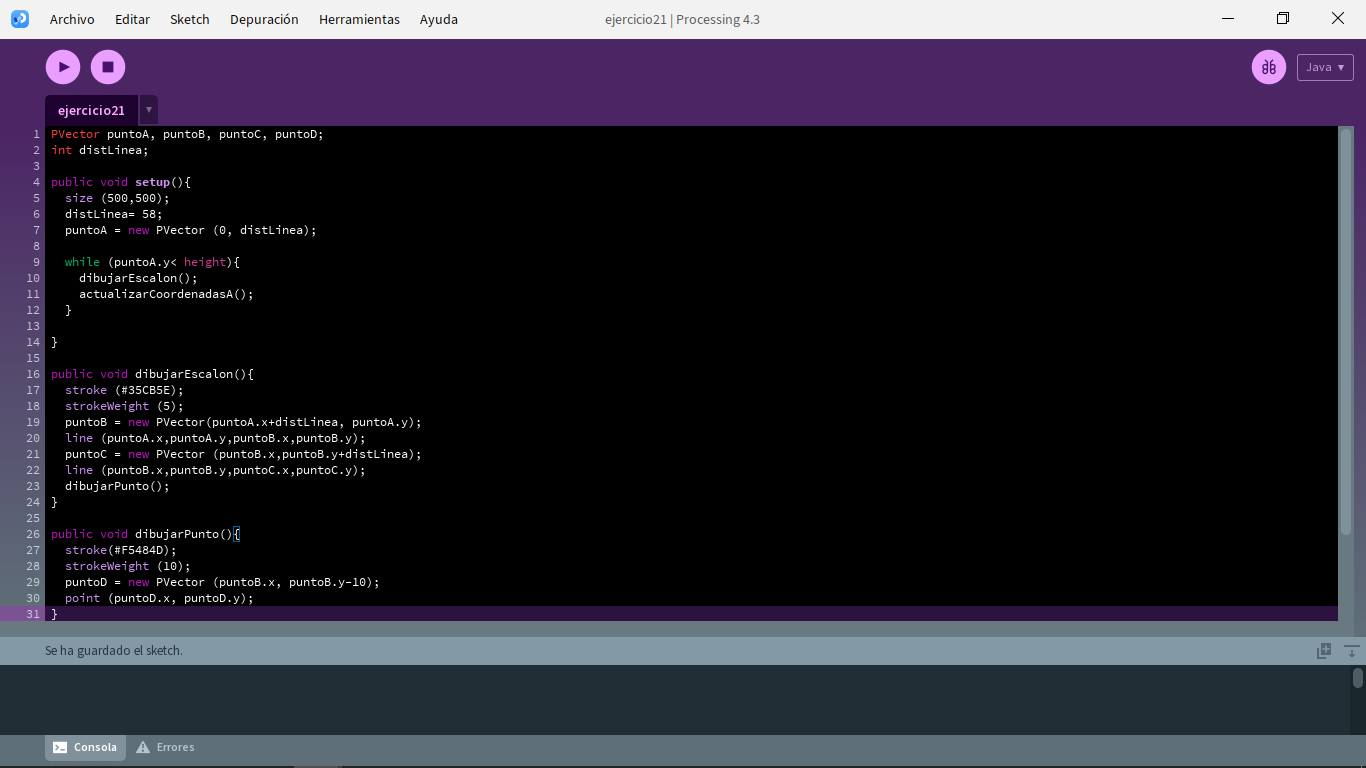 Archivo Editar Sketch Depuración Herramientas Ayuda ejercicio21 | Processing 4.3
Java ▾
ejercicio21 ▾
1 PVector puntoA, puntoB, puntoC, puntoD;
2 int distLinea;
3
4 public void setup(){
5   size (500,500);
6   distLinea= 58;
7   puntoA = new PVector (0, distLinea);
8
9   while (puntoA.y< height){
10     dibujarEscalon();
11     actualizarCoordenadasA();
12   }
13
14 }
15
16 public void dibujarEscalon(){
17   stroke (#35CB5E);
18   strokeWeight (5);
19   puntoB = new PVector(puntoA.x+distLinea, puntoA.y);
20   line (puntoA.x,puntoA.y,puntoB.x,puntoB.y);
21   puntoC = new PVector (puntoB.x,puntoB.y+distLinea);
22   line (puntoB.x,puntoB.y,puntoC.x,puntoC.y);
23   dibujarPunto();
24 }
25
26 public void dibujarPunto(){
27   stroke(#F5484D);
28   strokeWeight (10);
29   puntoD = new PVector (puntoB.x, puntoB.y-10);
30   point (puntoD.x, puntoD.y);
31 }
Se ha guardado el sketch.
Consola Errores